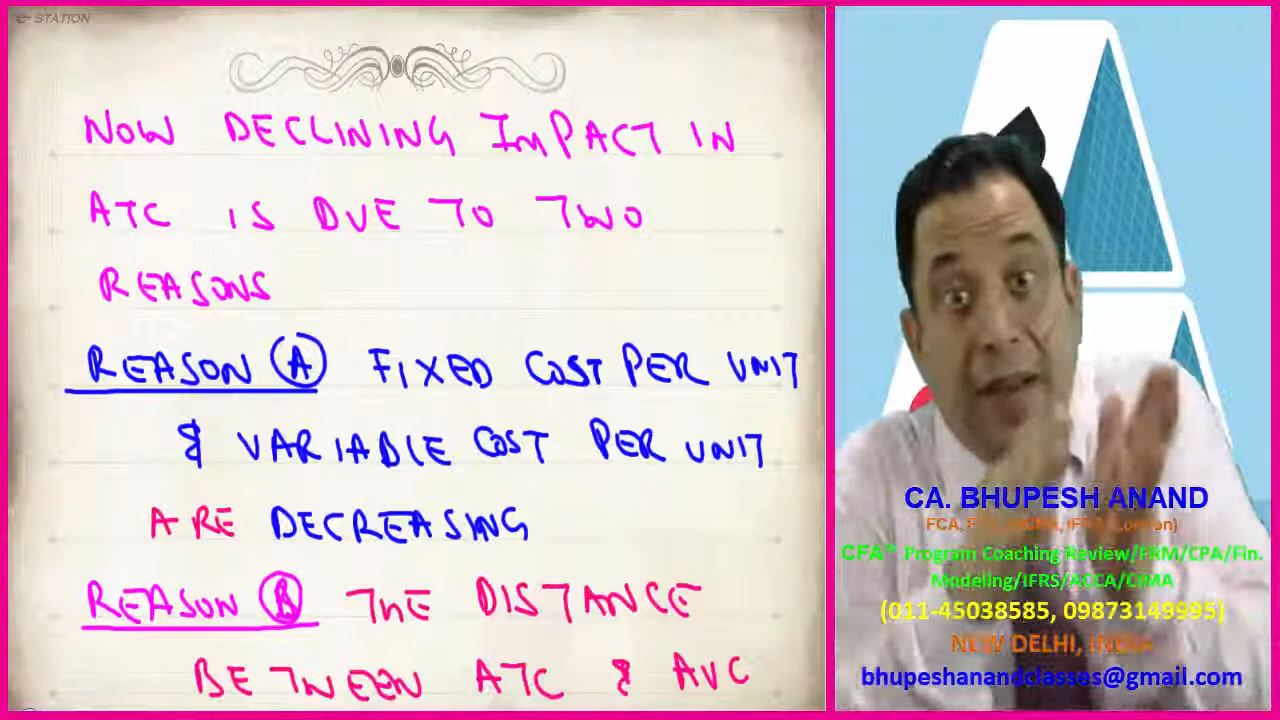 STATION
NOW DECLINING IMPACT IN
ATC IS DUE TO TWO
REASONS
REASON A FIXED COST PER UNIT
& VARIABLE COST PER UNIT
ARE DECREASING
REASON B THE DISTANCE
BETWEEN ATC & AVC
CA. BHUPESH ANAND
FCA,
CFA Program Coaching Review/FRM/CPA/Fin.
Modeling/IFRS/ACCA/CIMA
(011-45038585, 09873149995)
NEW DELHI, INDIA
bhupeshanandclasses@gmail.com